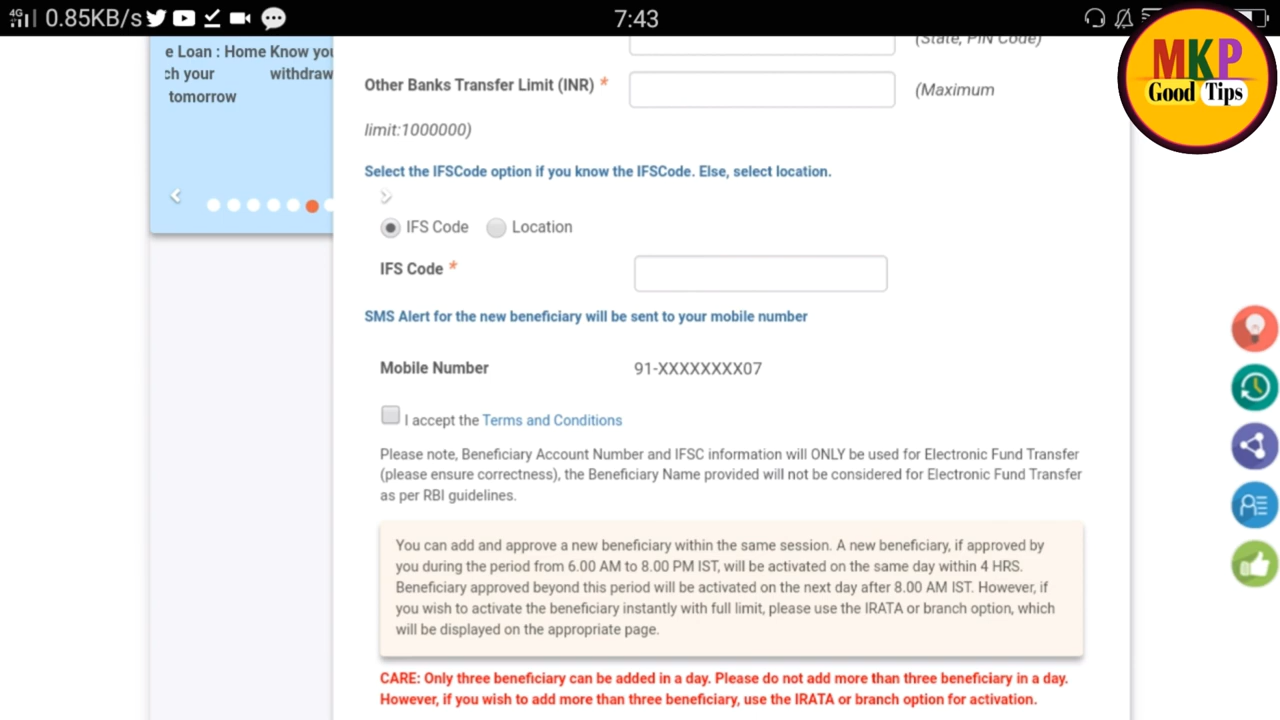 4G 0.85KB/s 7:43
MKP
Good Tips
e Loan : Home Know you
ch your withdraw
tomorrow
(State, PIN Code)
Other Banks Transfer Limit (INR) * (Maximum
limit:1000000)
Select the IFSCode option if you know the IFSCode. Else, select location.
IFS Code Location
IFS Code *
SMS Alert for the new beneficiary will be sent to your mobile number
Mobile Number 91-XXXXXXXX07
I accept the Terms and Conditions
Please note, Beneficiary Account Number and IFSC information will ONLY be used for Electronic Fund Transfer
(please ensure correctness), the Beneficiary Name provided will not be considered for Electronic Fund Transfer
as per RBI guidelines.
You can add and approve a new beneficiary within the same session. A new beneficiary, if approved by
you during the period from 6.00 AM to 8.00 PM IST, will be activated on the same day within 4 HRS.
Beneficiary approved beyond this period will be activated on the next day after 8.00 AM IST. However, if
you wish to activate the beneficiary instantly with full limit, please use the IRATA or branch option, which
will be displayed on the appropriate page.
CARE: Only three beneficiary can be added in a day. Please do not add more than three beneficiary in a day.
However, if you wish to add more than three beneficiary, use the IRATA or branch option for activation.